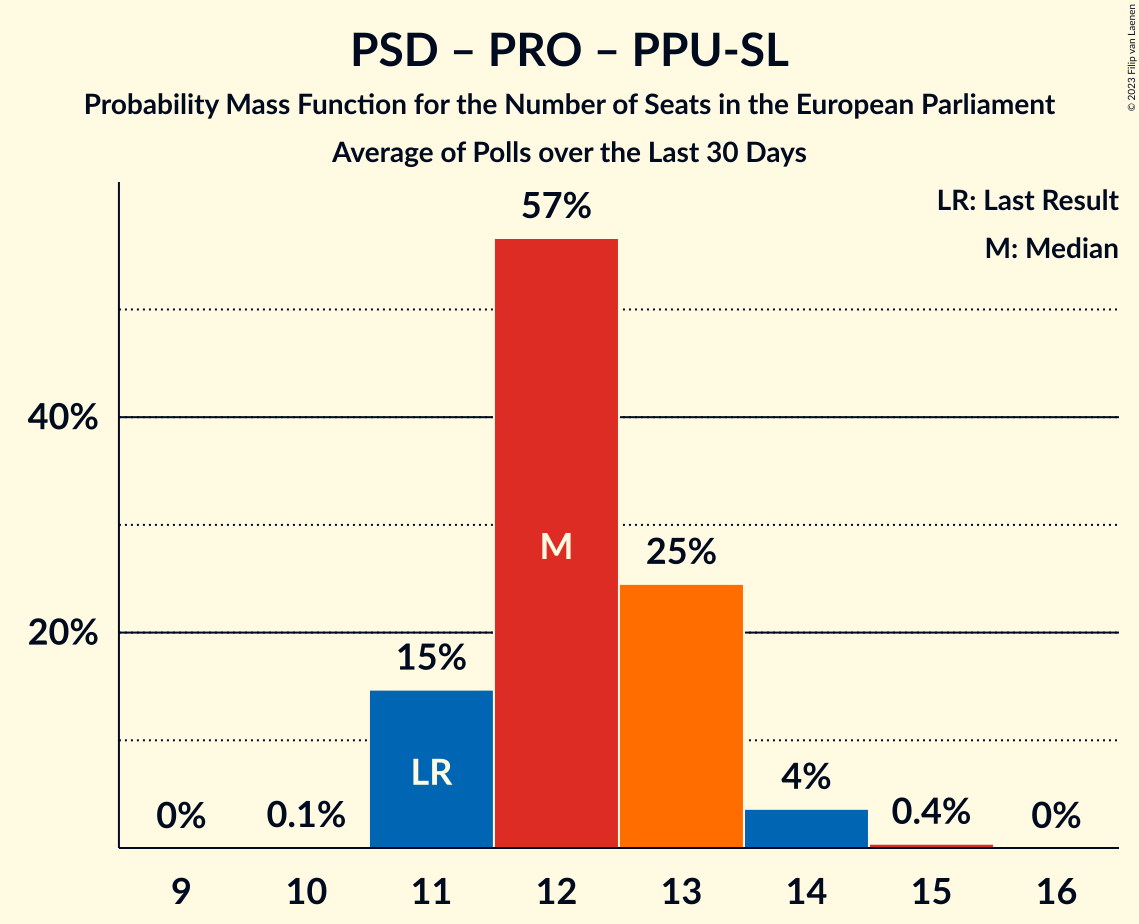 PSD – PRO – PPU-SL
Probability Mass Function for the Number of Seats in the European Parliament
Average of Polls over the Last 30 Days
© 2023 Filip van Laenen
LR: Last Result
M: Median
57%
40%
M
25%
20%
15%
LR
4%
0%
0.1%
0.4%
0%
9
10
11
12
13
14
15
16